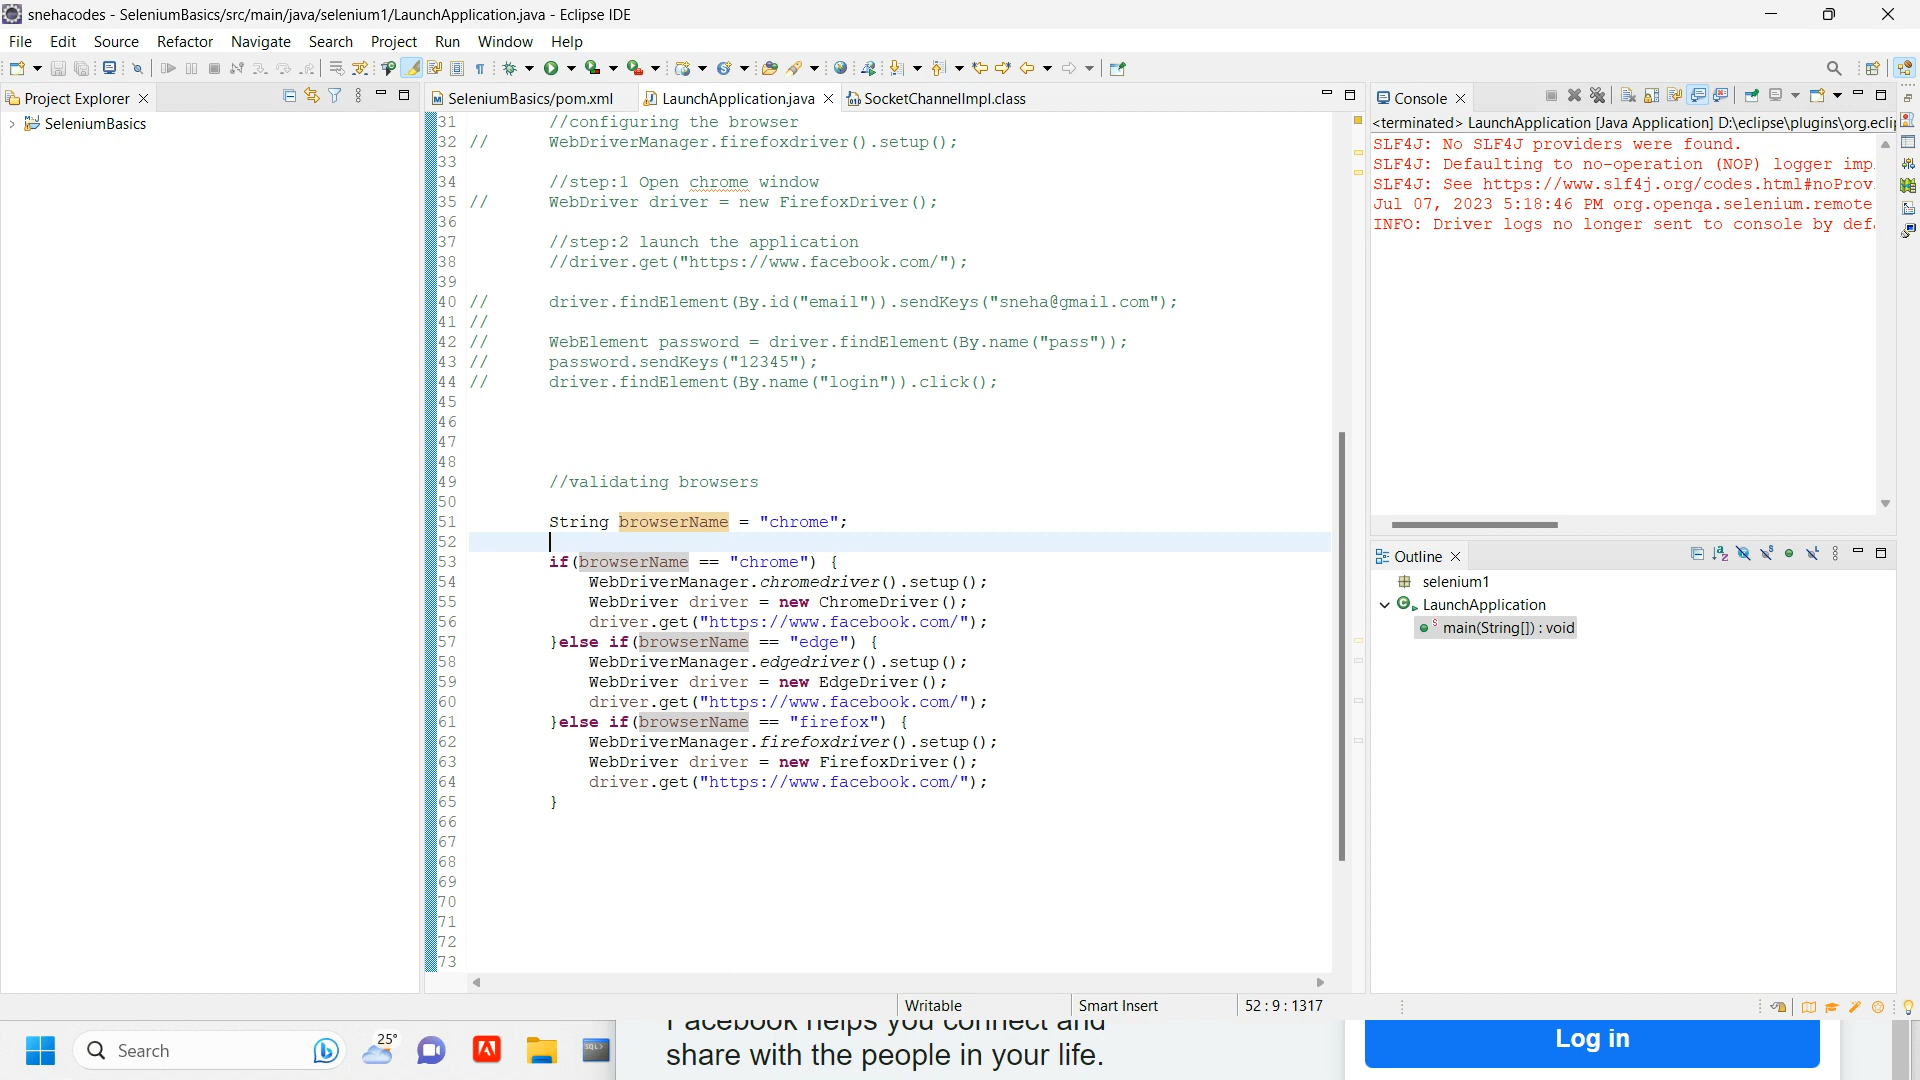 snehacodes - SeleniumBasics/src/main/java/selenium1/LaunchApplication.java - Eclipse IDE
File Edit Source Refactor Navigate Search Project Run Window Help
Project Explorer
SeleniumBasics
SeleniumBasics/pom.xml LaunchApplication.java SocketChannelImpl.class
31 //configuring the browser
32 // WebDriverManager.firefoxdriver().setup();
33
34 //step:1 Open chrome window
35 // WebDriver driver = new FirefoxDriver();
36
37 //step:2 launch the application
38 //driver.get("https://www.facebook.com/");
39
40 // driver.findElement(By.id("email")).sendKeys("sneha@gmail.com");
41 //
42 // WebElement password = driver.findElement(By.name("pass"));
43 // password.sendKeys("12345");
44 // driver.findElement(By.name("login")).click();
45
46
47
48
49 //validating browsers
50
51 String browserName = "chrome";
52
53 if(browserName == "chrome") {
54 WebDriverManager.chromedriver().setup();
55 WebDriver driver = new ChromeDriver();
56 driver.get("https://www.facebook.com/");
57 }else if(browserName == "edge") {
58 WebDriverManager.edgedriver().setup();
59 WebDriver driver = new EdgeDriver();
60 driver.get("https://www.facebook.com/");
61 }else if(browserName == "firefox") {
62 WebDriverManager.firefoxdriver().setup();
63 WebDriver driver = new FirefoxDriver();
64 driver.get("https://www.facebook.com/");
65 }
66
67
68
69
70
71
72
73
Console
<terminated> LaunchApplication [Java Application] D:\eclipse\plugins\org.eclip
SLF4J: No SLF4J providers were found.
SLF4J: Defaulting to no-operation (NOP) logger imp
SLF4J: See https://www.slf4j.org/codes.html#noProv
Jul 07, 2023 5:18:46 PM org.openqa.selenium.remote
INFO: Driver logs no longer sent to console by def
Outline
selenium1
LaunchApplication
main(String[]) : void
Writable Smart Insert 52 : 9 : 1317
Facebook helps you connect and
share with the people in your life.
Log in
Search
25°
SQL>